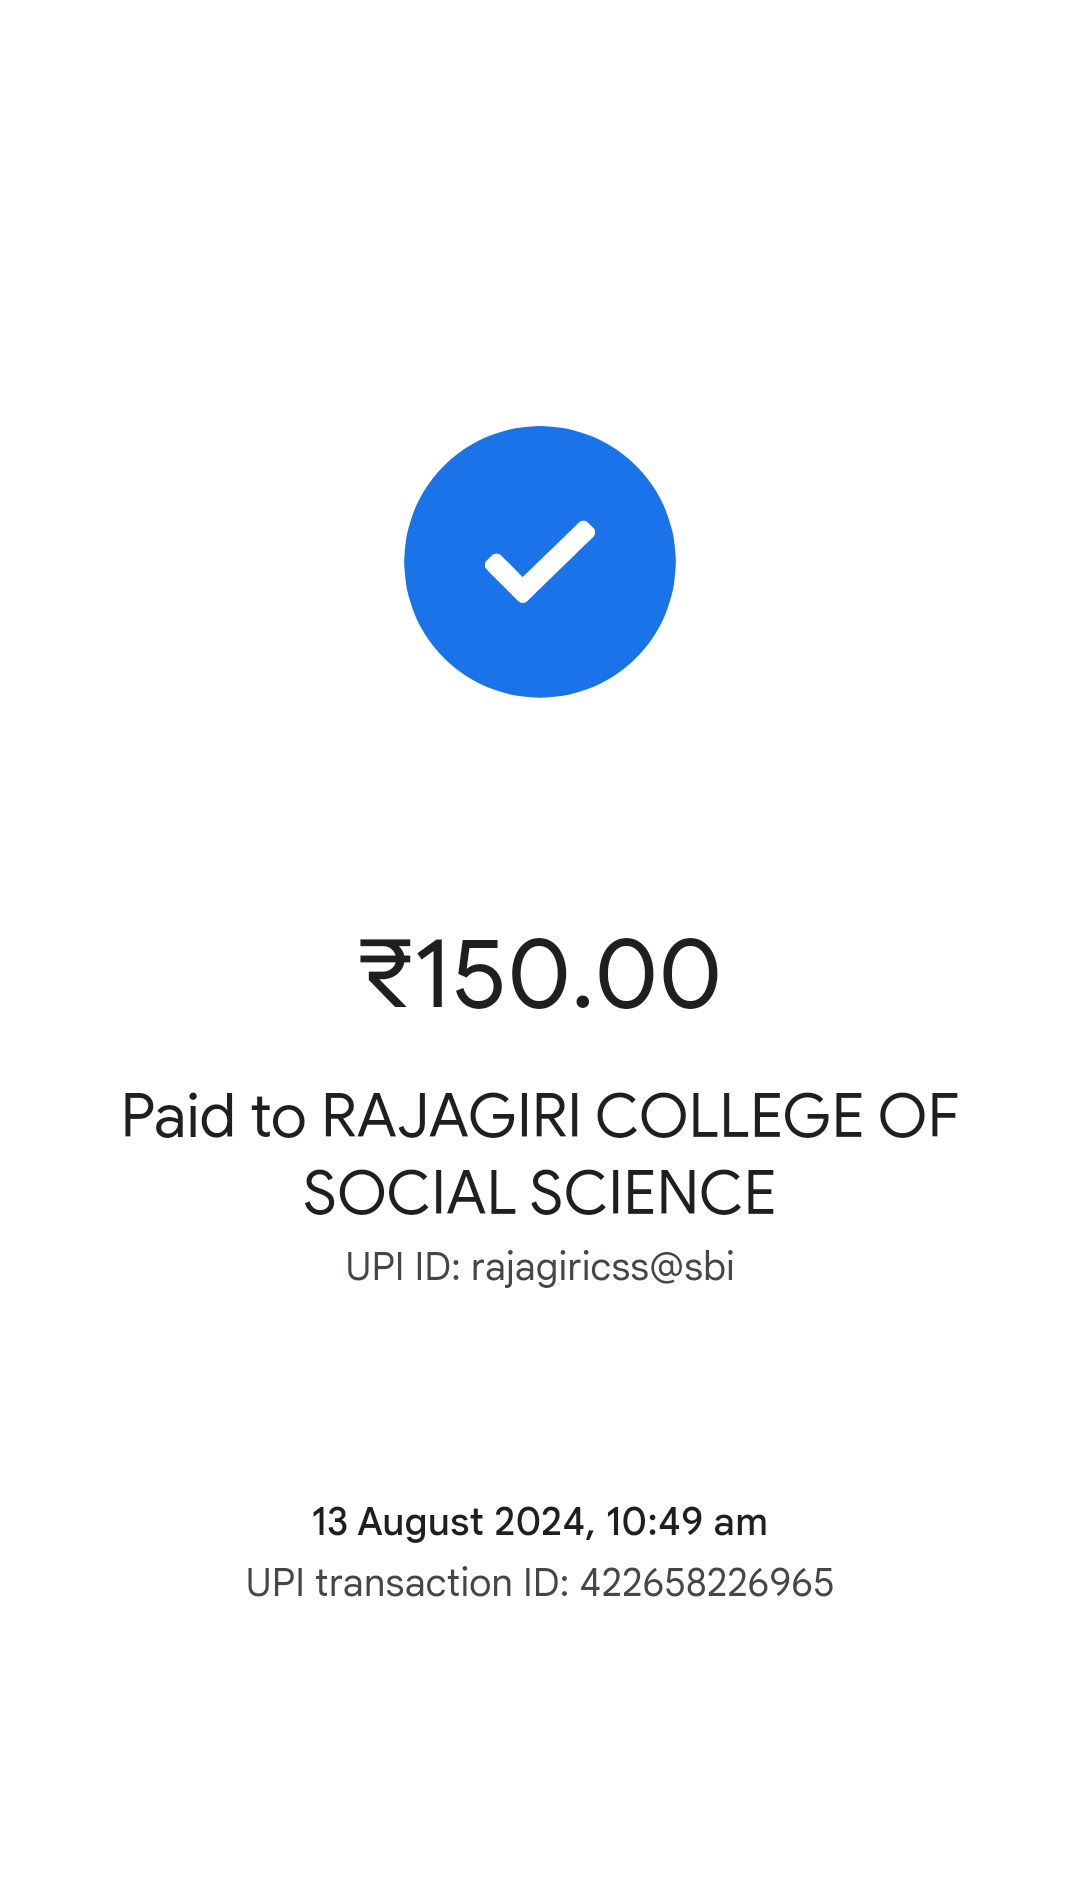 ₹150.00
Paid to RAJAGIRI COLLEGE OF
SOCIAL SCIENCE
UPI ID: rajagiricss@sbi
13 August 2024, 10:49 am
UPI transaction ID: 422658226965